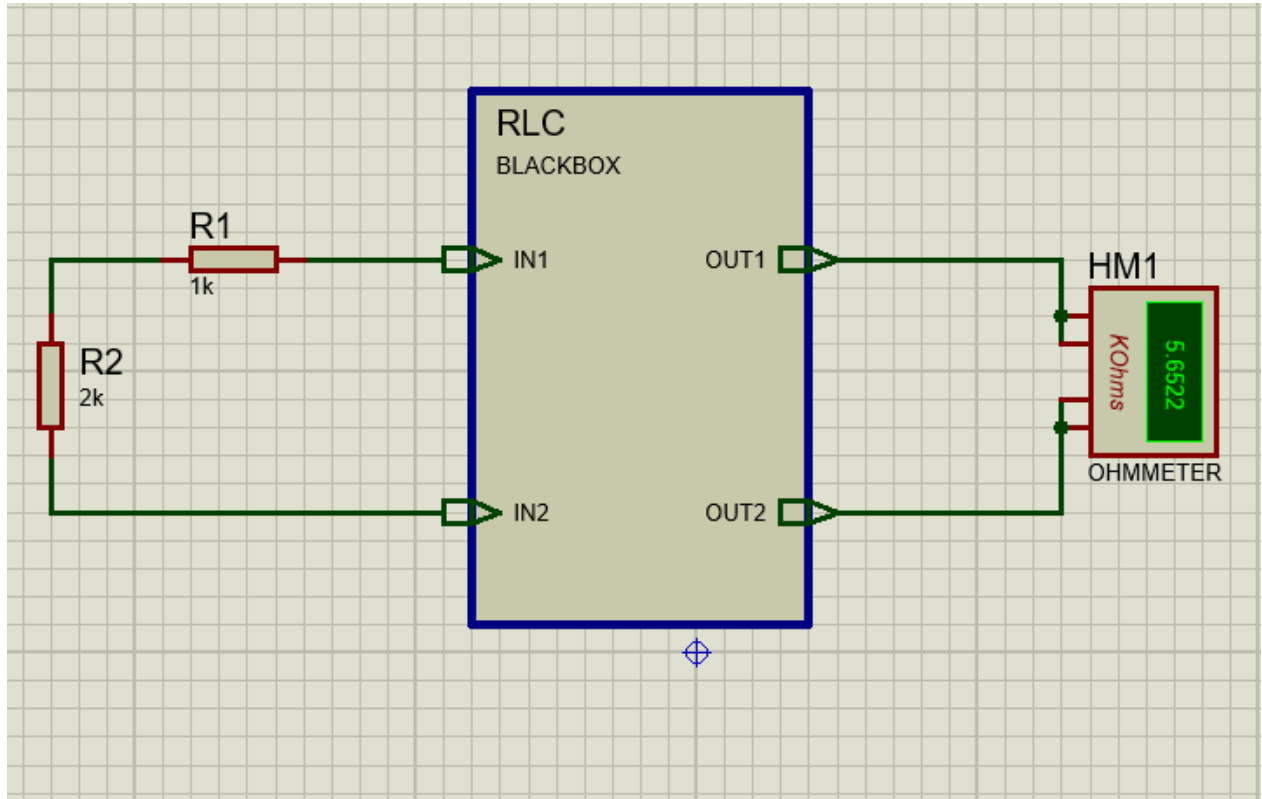 RLC
BLACKBOX
R1
1k
IN1
OUT1
HM1
KOhms
5.6522
R2
2k
OHMMETER
IN2
OUT2